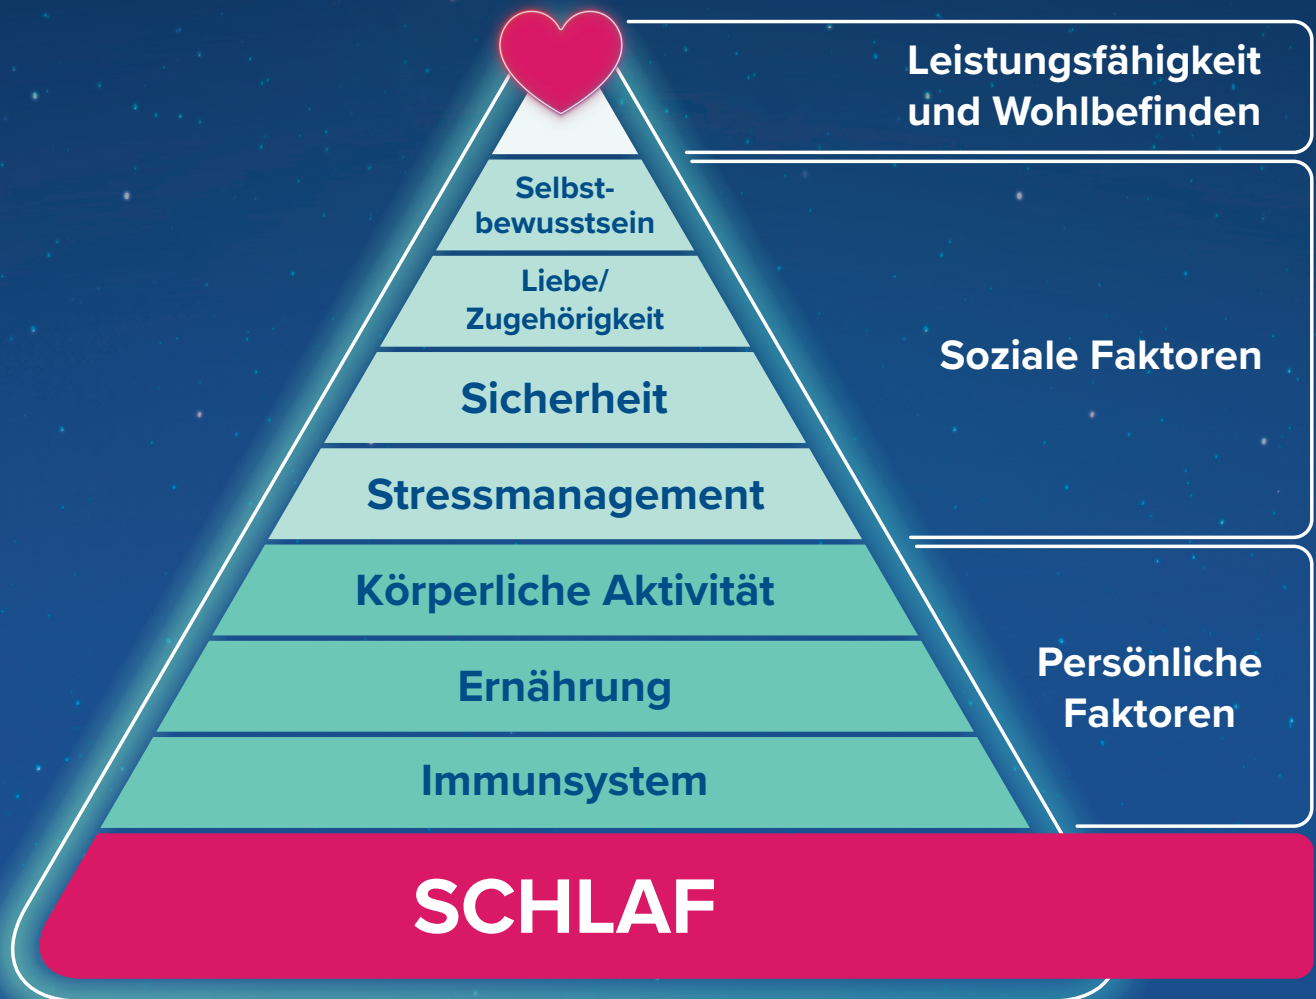 Leistungsfähigkeit
und Wohlbefinden
Selbst-
bewusstsein
Liebe/
Zugehörigkeit
Sicherheit
Stressmanagement
Soziale Faktoren
Körperliche Aktivität
Ernährung
Immunsystem
Persönliche
Faktoren
SCHLAF